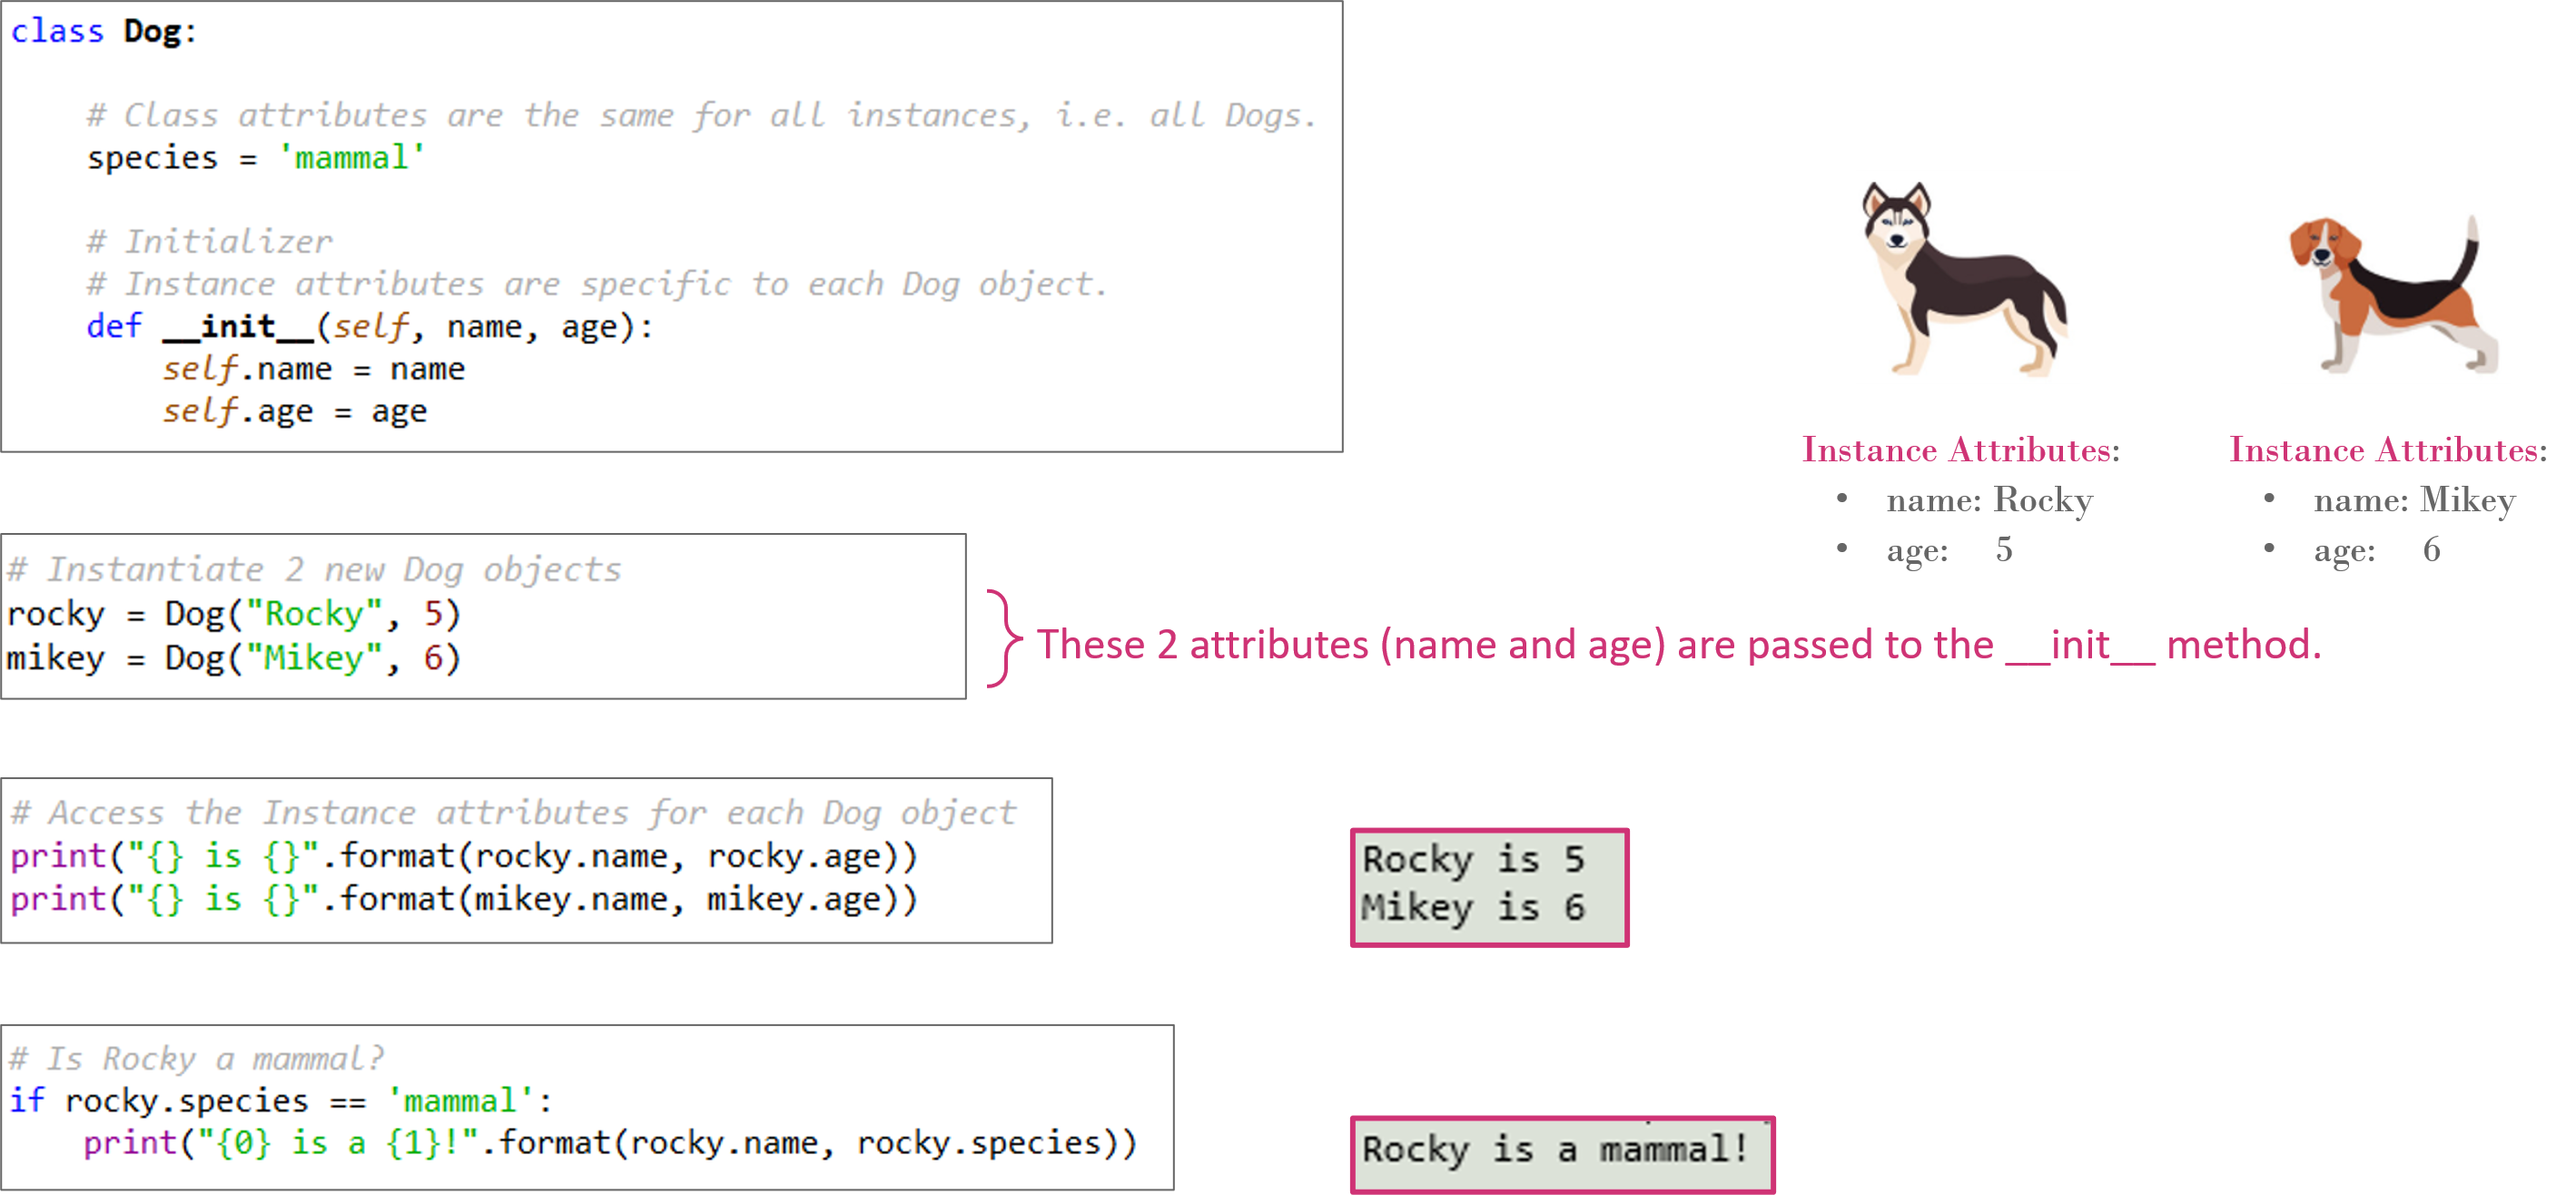 class Dog:
    # Class attributes are the same for all instances, i.e. all Dogs.
    species = 'mammal'
    # Initializer
    # Instance attributes are specific to each Dog object.
    def __init__(self, name, age):
        self.name = name
        self.age = age
Instance Attributes:
• name: Rocky
• age: 5
Instance Attributes:
• name: Mikey
• age: 6
# Instantiate 2 new Dog objects
rocky = Dog("Rocky", 5)
mikey = Dog("Mikey", 6)
These 2 attributes (name and age) are passed to the __init__ method.
# Access the Instance attributes for each Dog object
print("{} is {}".format(rocky.name, rocky.age))
print("{} is {}".format(mikey.name, mikey.age))
Rocky is 5
Mikey is 6
# Is Rocky a mammal?
if rocky.species == 'mammal':
    print("{0} is a {1}!".format(rocky.name, rocky.species))
Rocky is a mammal!